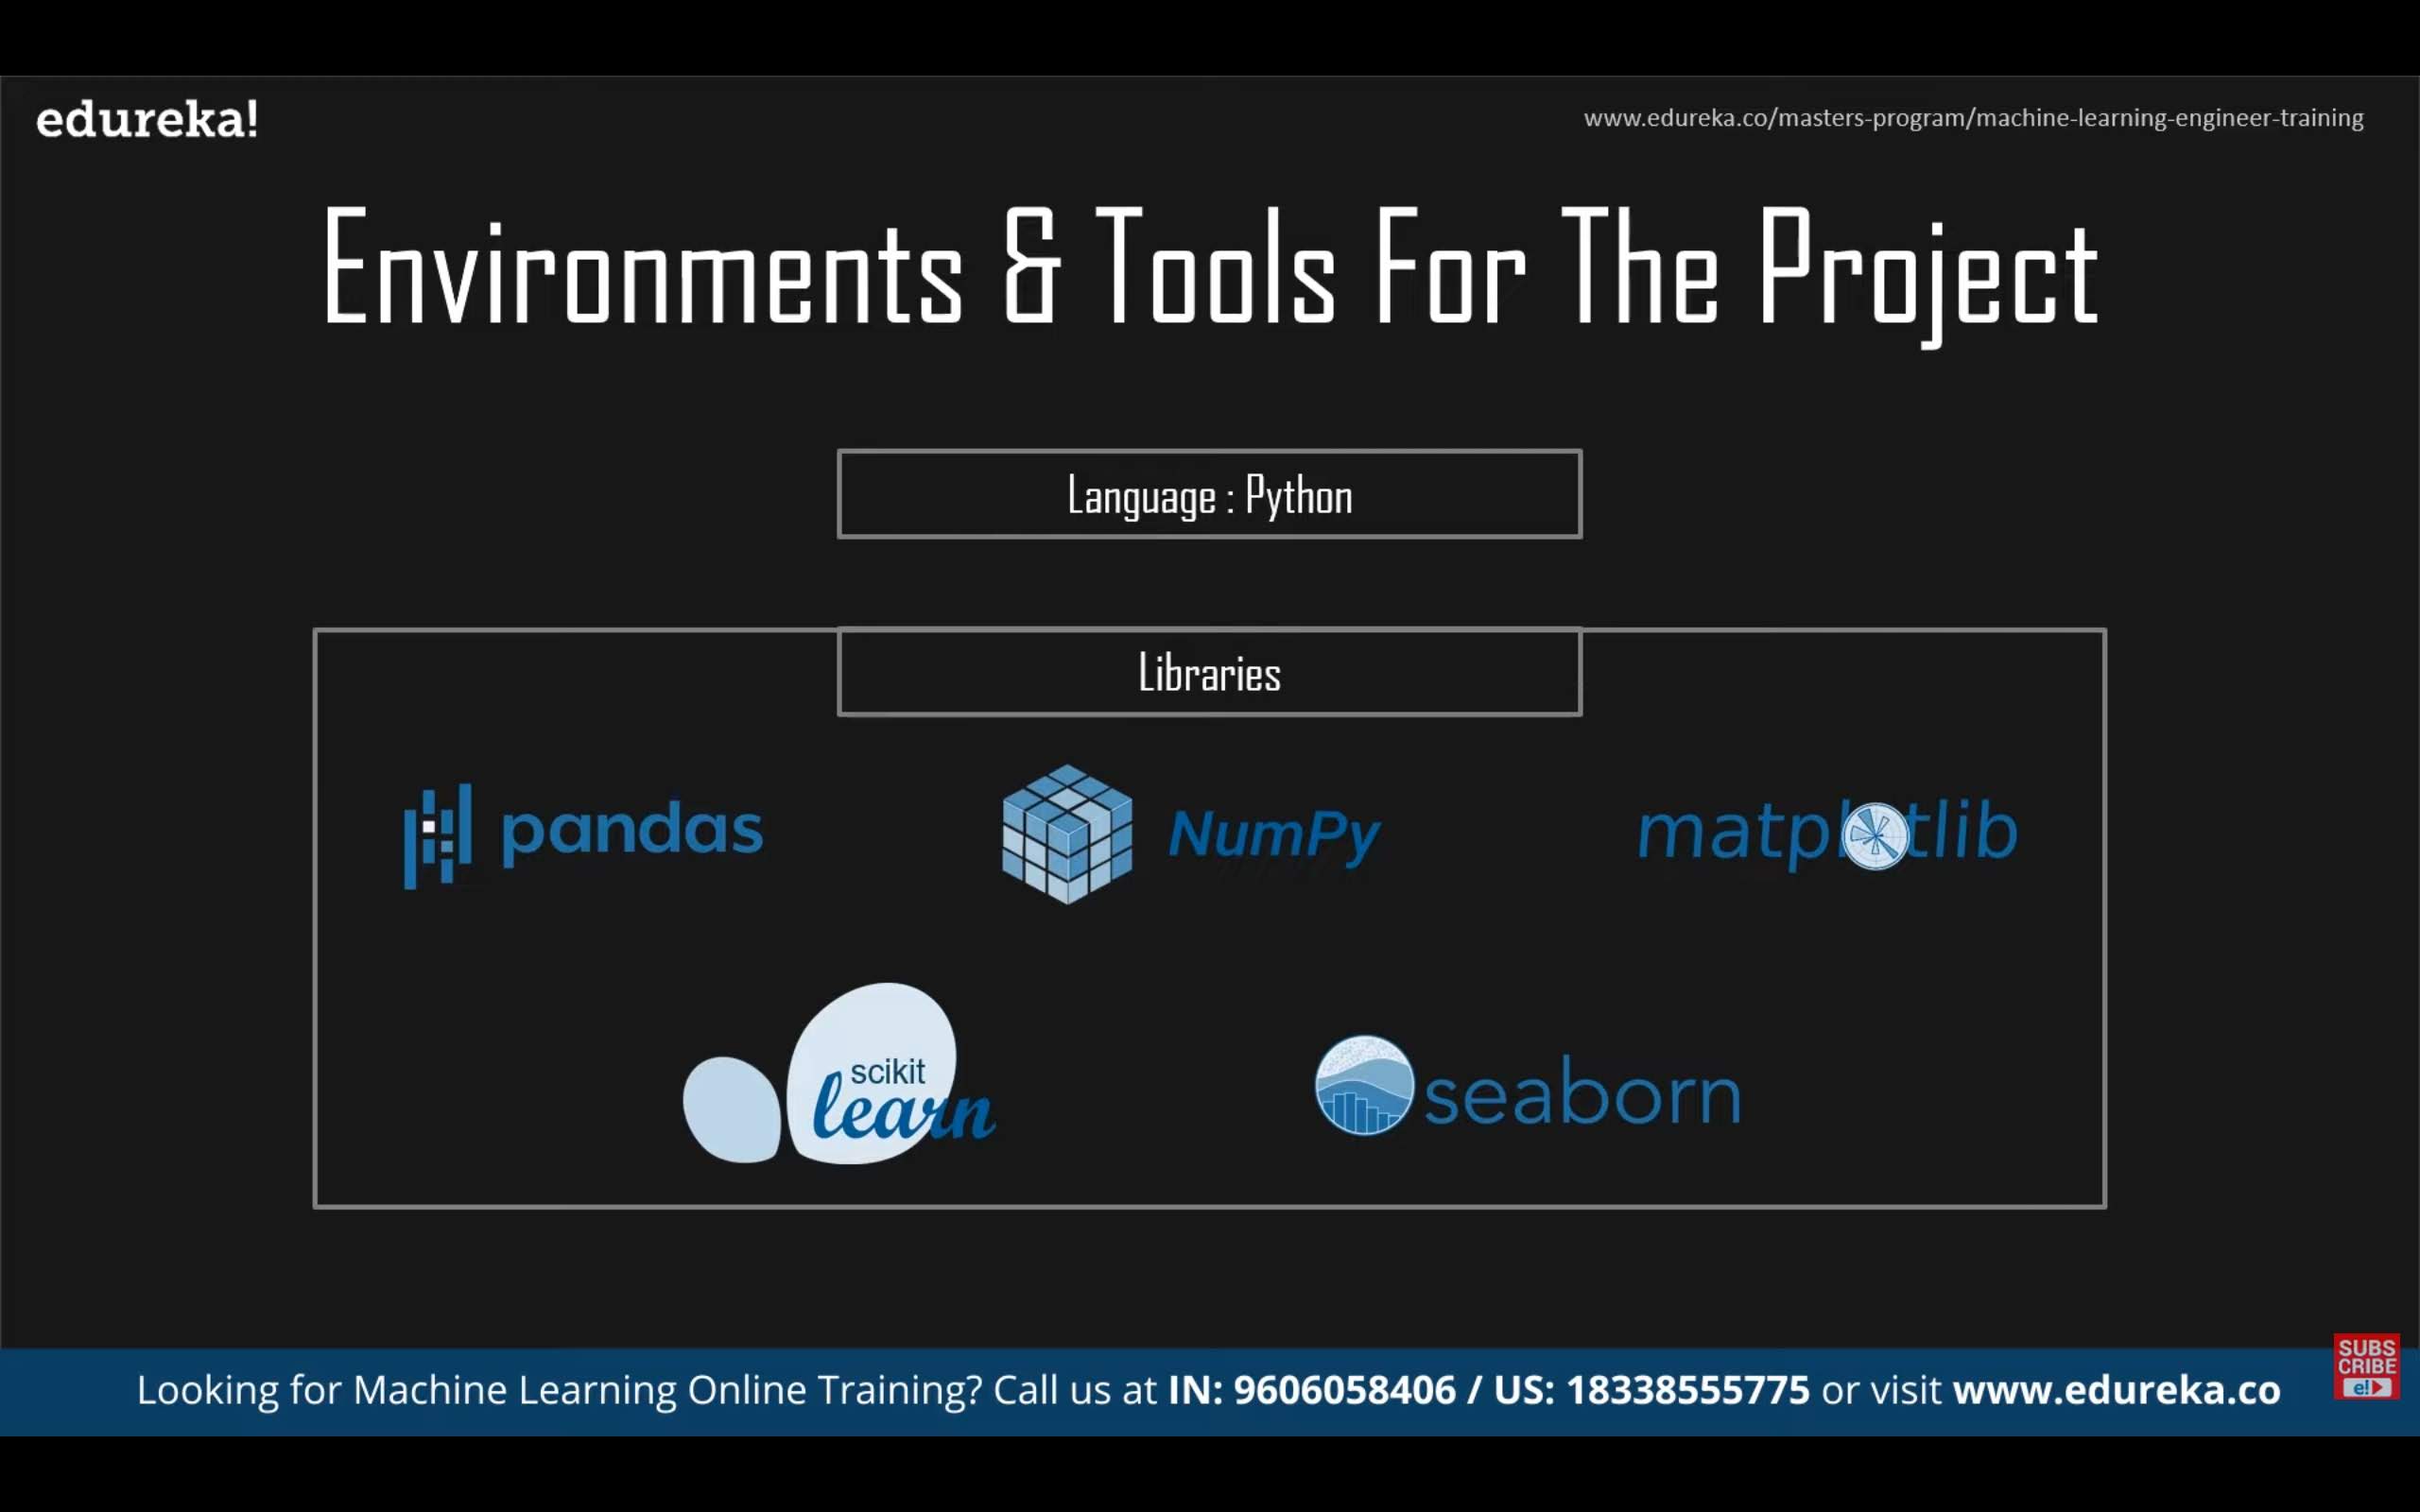 edureka!
www.edureka.co/masters-program/machine-learning-engineer-training
Environments & Tools For The Project
Language : Python
Libraries
pandas
NumPy
matplotlib
scikit
learn
seaborn
SUBS
CRIBE
e!
Looking for Machine Learning Online Training? Call us at IN: 9606058406 / US: 18338555775 or visit www.edureka.co